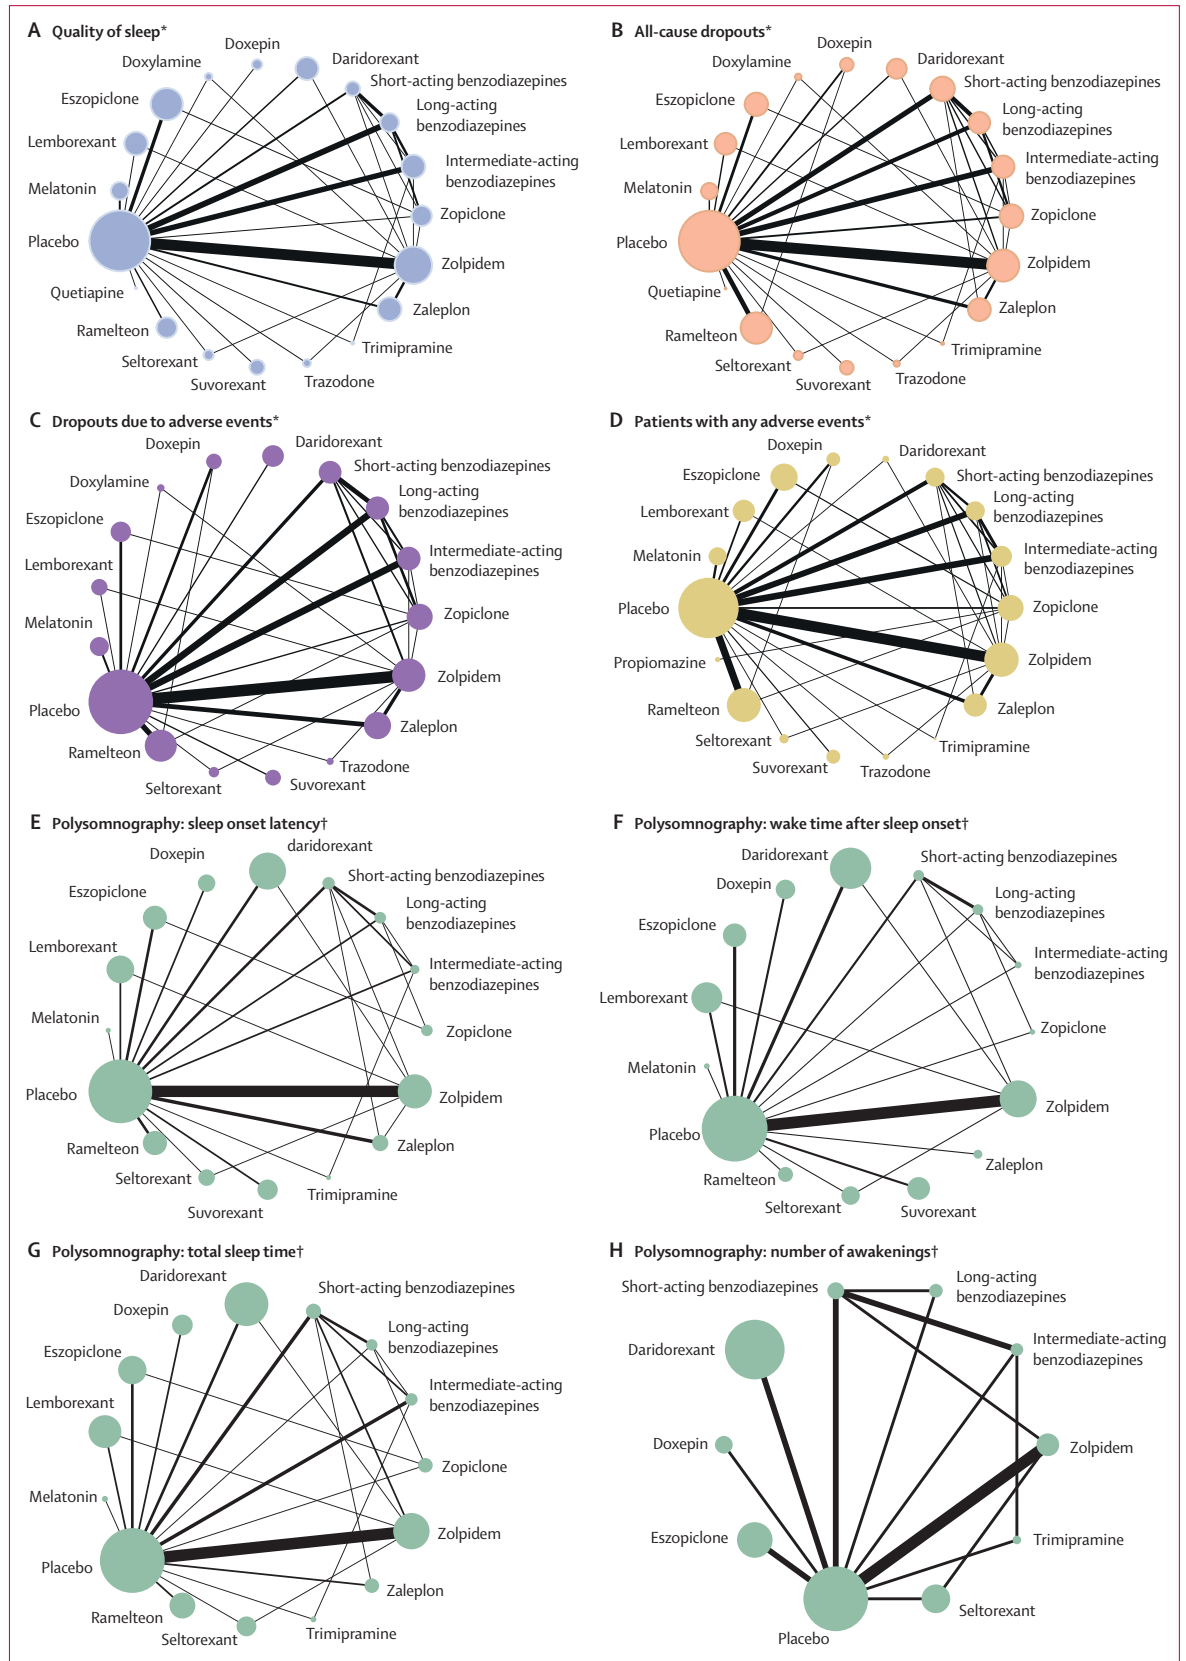 A Quality of sleep*
Doxepin
Doxylamine
Daridorexant
Short-acting benzodiazepines
Eszopiclone
Long-acting
benzodiazepines
Lemborexant
Intermediate-acting
benzodiazepines
Melatonin
Zopiclone
Placebo
Zolpidem
Quetiapine
Zaleplon
Ramelteon
Trimipramine
Seltorexant
Suvorexant
Trazodone
B All-cause dropouts*
Doxepin
Doxylamine
Daridorexant
Short-acting benzodiazepines
Eszopiclone
Long-acting
benzodiazepines
Lemborexant
Intermediate-acting
benzodiazepines
Melatonin
Zopiclone
Placebo
Zolpidem
Quetiapine
Zaleplon
Ramelteon
Trimipramine
Seltorexant
Suvorexant
Trazodone
C Dropouts due to adverse events*
Doxepin
Daridorexant
Short-acting benzodiazepines
Doxylamine
Long-acting
benzodiazepines
Eszopiclone
Intermediate-acting
benzodiazepines
Lemborexant
Melatonin
Zopiclone
Zolpidem
Placebo
Zaleplon
Ramelteon
Trazodone
Seltorexant
Suvorexant
D Patients with any adverse events*
Doxepin
Daridorexant
Eszopiclone
Short-acting benzodiazepines
Long-acting
benzodiazepines
Lemborexant
Intermediate-acting
benzodiazepines
Melatonin
Placebo
Zopiclone
Propiomazine
Zolpidem
Ramelteon
Zaleplon
Seltorexant
Trimipramine
Suvorexant
Trazodone
E Polysomnography: sleep onset latency†
Doxepin
daridorexant
Short-acting benzodiazepines
Eszopiclone
Long-acting
benzodiazepines
Lemborexant
Intermediate-acting
benzodiazepines
Melatonin
Zopiclone
Placebo
Zolpidem
Ramelteon
Zaleplon
Seltorexant
Trimipramine
Suvorexant
F Polysomnography: wake time after sleep onset†
Daridorexant
Short-acting benzodiazepines
Doxepin
Long-acting
benzodiazepines
Eszopiclone
Intermediate-acting
benzodiazepines
Lemborexant
Zopiclone
Melatonin
Zolpidem
Placebo
Zaleplon
Ramelteon
Seltorexant
Suvorexant
G Polysomnography: total sleep time†
Daridorexant
Short-acting benzodiazepines
Doxepin
Long-acting
benzodiazepines
Eszopiclone
Intermediate-acting
benzodiazepines
Lemborexant
Zopiclone
Melatonin
Zolpidem
Placebo
Zaleplon
Ramelteon
Seltorexant
Trimipramine
H Polysomnography: number of awakenings†
Short-acting benzodiazepines
Long-acting
benzodiazepines
Daridorexant
Intermediate-acting
benzodiazepines
Doxepin
Zolpidem
Eszopiclone
Trimipramine
Seltorexant
Placebo